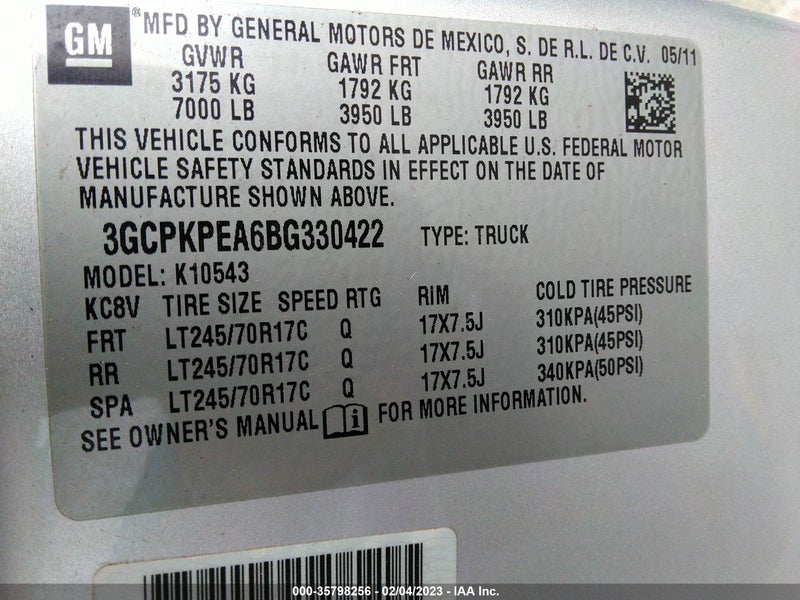 GM
MFD BY GENERAL MOTORS DE MEXICO, S. DE R.L. DE C.V. 05/11
GVWR GAWR FRT GAWR RR
3175 KG 1792 KG 1792 KG
7000 LB 3950 LB 3950 LB
THIS VEHICLE CONFORMS TO ALL APPLICABLE U.S. FEDERAL MOTOR
VEHICLE SAFETY STANDARDS IN EFFECT ON THE DATE OF
MANUFACTURE SHOWN ABOVE.
3GCPKPEA6BG330422 TYPE: TRUCK
MODEL: K10543
KC8V TIRE SIZE SPEED RTG RIM COLD TIRE PRESSURE
FRT LT245/70R17C Q 17X7.5J 310KPA(45PSI)
RR LT245/70R17C Q 17X7.5J 310KPA(45PSI)
SPA LT245/70R17C Q 17X7.5J 340KPA(50PSI)
SEE OWNER'S MANUAL FOR MORE INFORMATION.
000-35798256 - 02/04/2023 - IAA Inc.